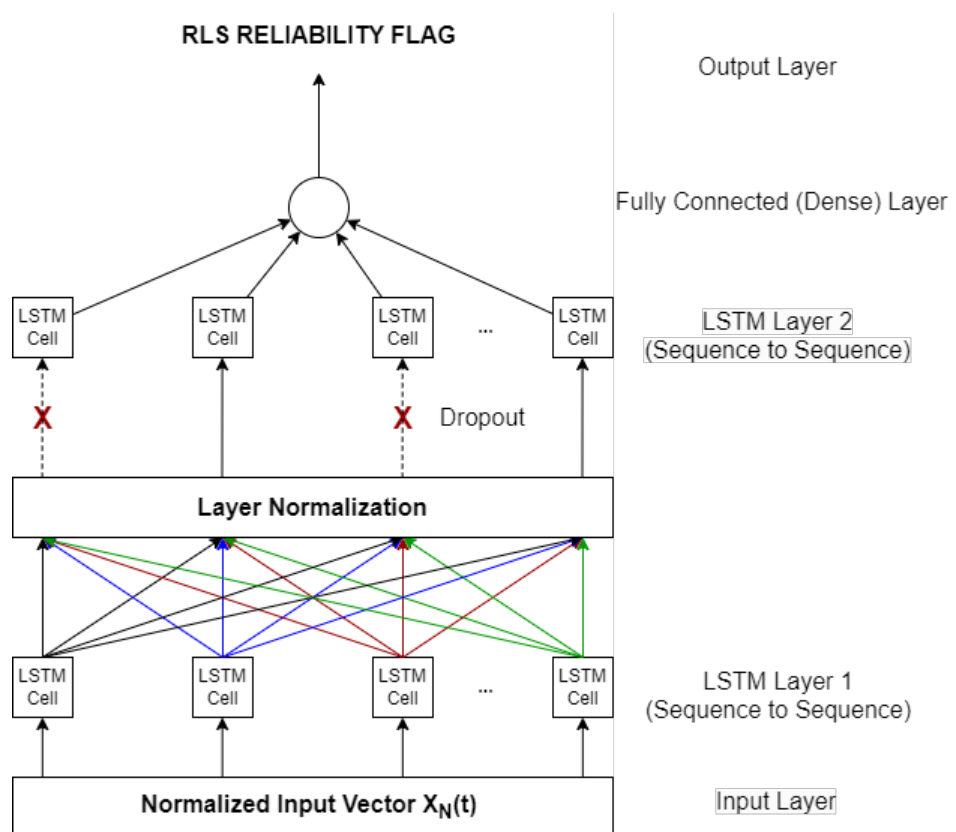 RLS RELIABILITY FLAG
Output Layer
Fully Connected (Dense) Layer
LSTM
Cell
LSTM
Cell
LSTM
Cell
...
LSTM
Cell
LSTM Layer 2
(Sequence to Sequence)
X
X
Dropout
Layer Normalization
LSTM
Cell
LSTM
Cell
LSTM
Cell
...
LSTM
Cell
LSTM Layer 1
(Sequence to Sequence)
Normalized Input Vector X_N(t)
Input Layer